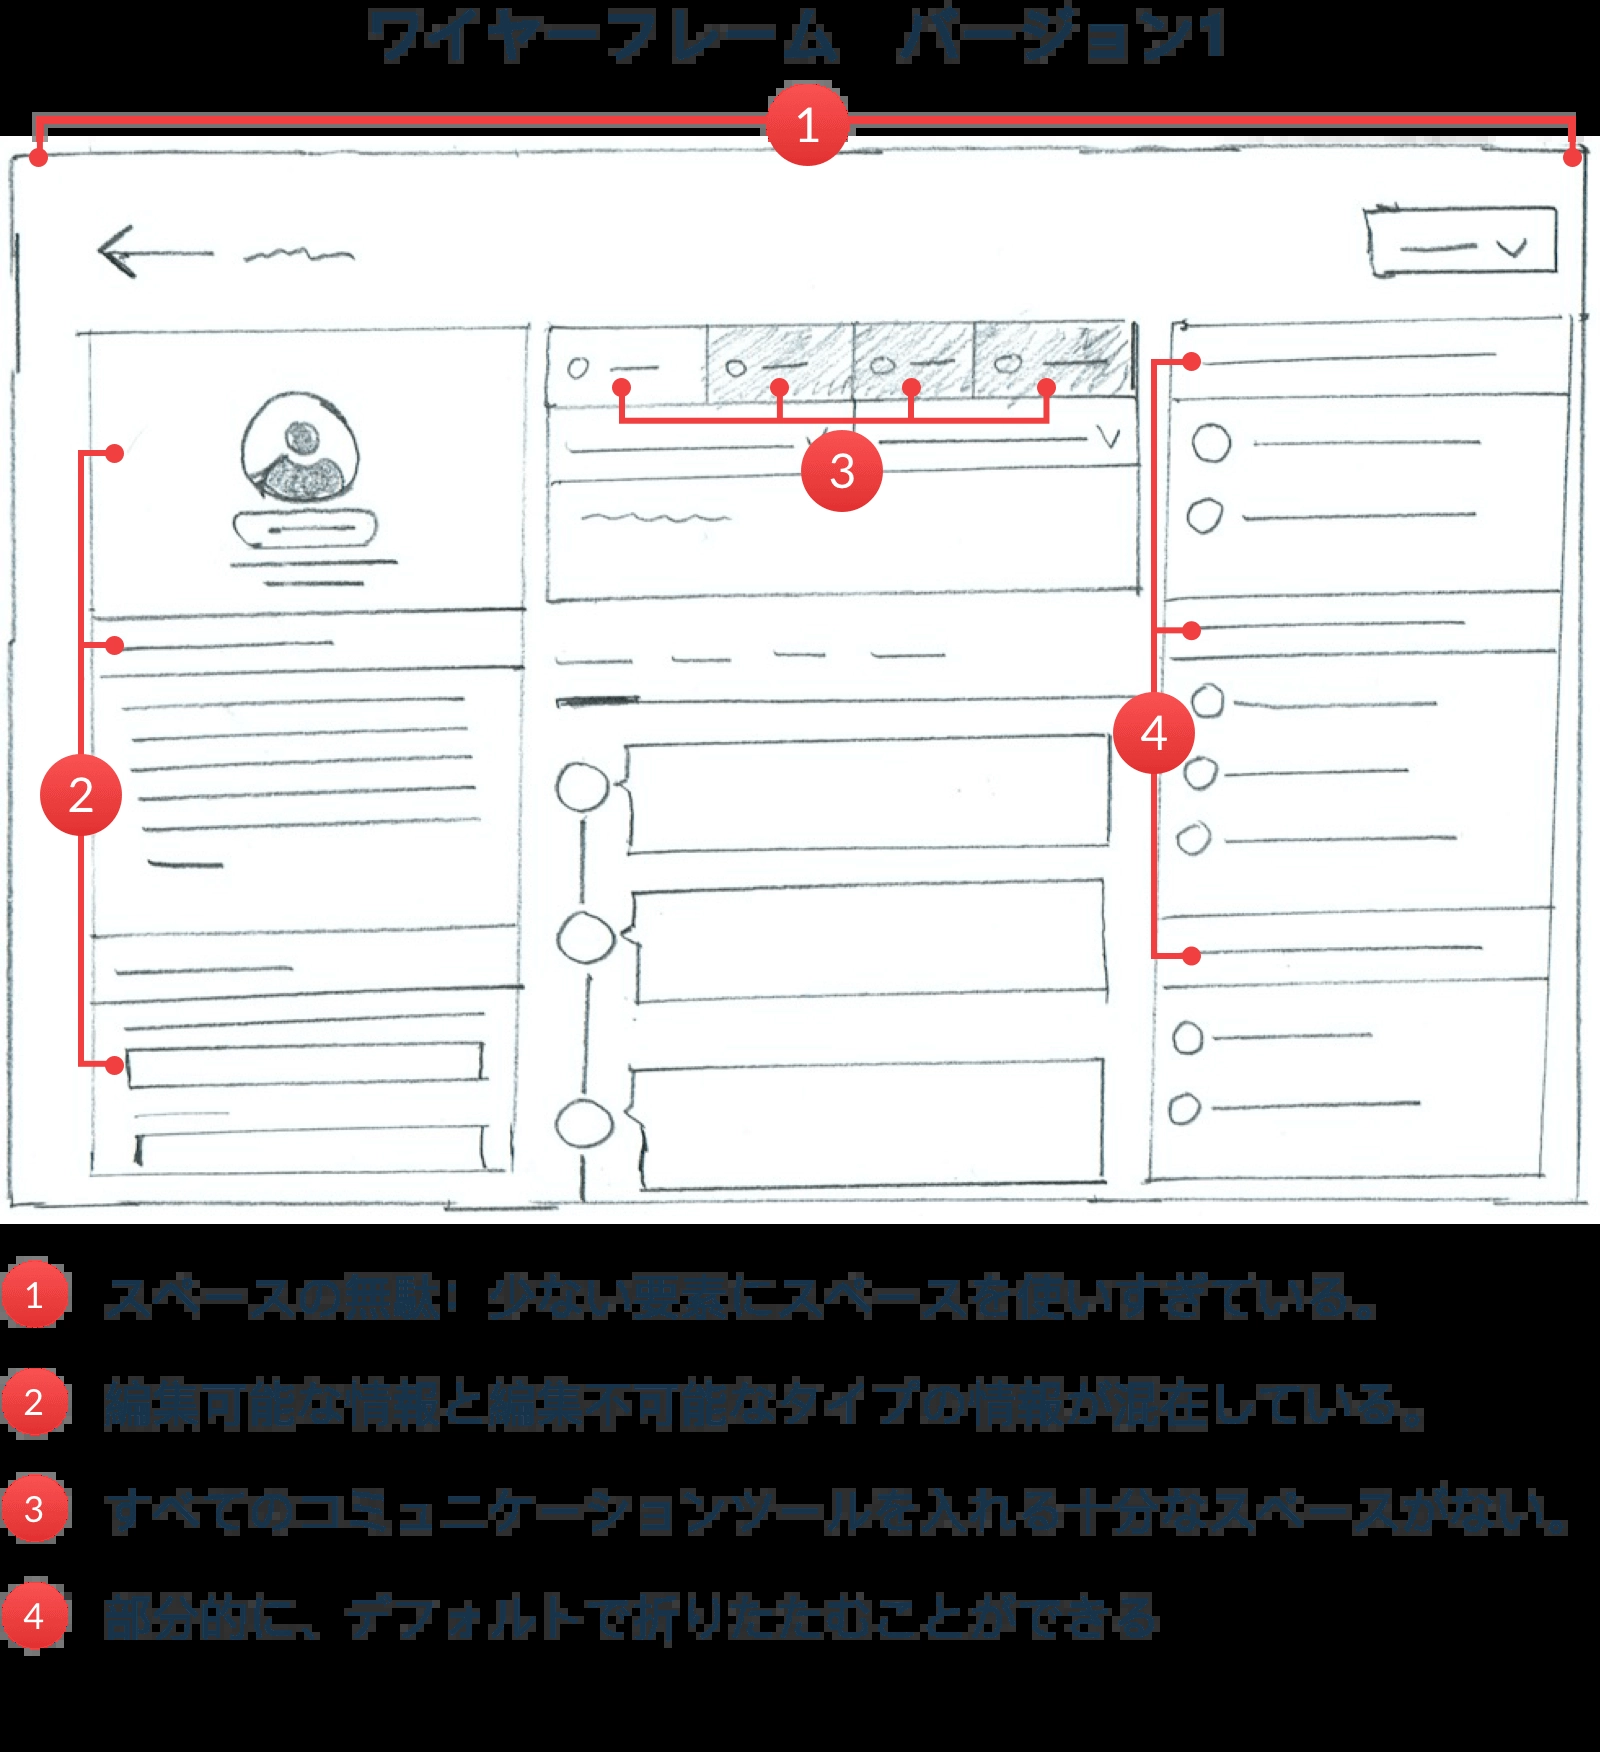 ワイヤーフレーム　バージョン1
1
3
4
2
1 スペースの無駄！少ない要素にスペースを使いすぎている。
2 編集可能な情報と編集不可能なタイプの情報が混在している。
3 すべてのコミュニケーションツールを入れる十分なスペースがない。
4 部分的に、デフォルトで折りたたむことができる